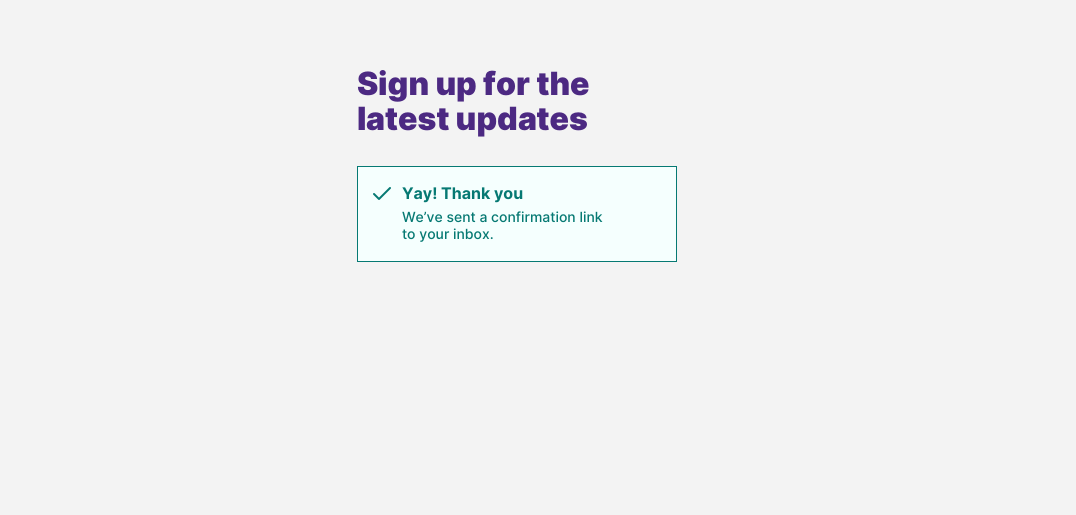 Sign up for the
latest updates
Yay! Thank you
We’ve sent a confirmation link
to your inbox.